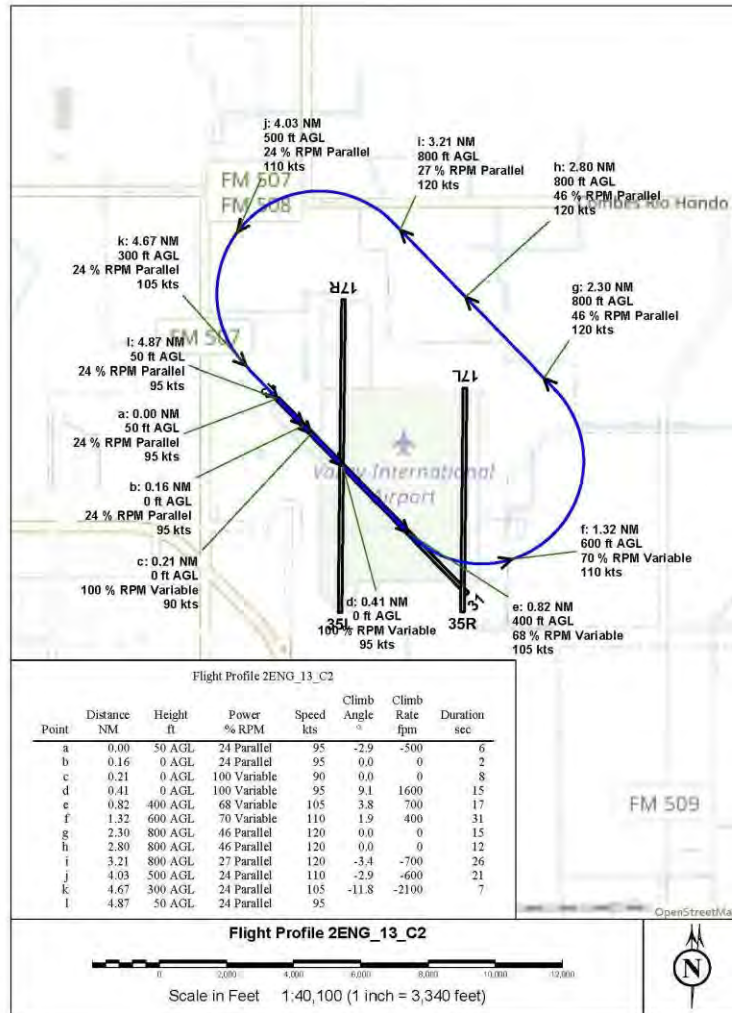 j: 4.03 NM
500 ft AGL
24 % RPM Parallel
110 kts
i: 3.21 NM
800 ft AGL
27 % RPM Parallel
120 kts
h: 2.80 NM
800 ft AGL
46 % RPM Parallel
120 kts
FM 507
FM 508
Combes Rio Hondo
k: 4.67 NM
300 ft AGL
24 % RPM Parallel
105 kts
g: 2.30 NM
800 ft AGL
46 % RPM Parallel
120 kts
17R
FM 507
l: 4.87 NM
50 ft AGL
24 % RPM Parallel
95 kts
17L
a: 0.00 NM
50 ft AGL
24 % RPM Parallel
95 kts
Valley International
Airport
b: 0.16 NM
0 ft AGL
24 % RPM Parallel
95 kts
c: 0.21 NM
0 ft AGL
100 % RPM Variable
90 kts
f: 1.32 NM
600 ft AGL
70 % RPM Variable
110 kts
31
d: 0.41 NM
0 ft AGL
100 % RPM Variable
95 kts
35L
35R
e: 0.82 NM
400 ft AGL
68 % RPM Variable
105 kts
Flight Profile 2ENG_13_C2
Point Distance NM Height ft Power % RPM Speed kts Climb Angle ° Climb Rate fpm Duration sec
a 0.00 50 AGL 24 Parallel 95 -2.9 -500 6
b 0.16 0 AGL 24 Parallel 95 0.0 0 2
c 0.21 0 AGL 100 Variable 90 0.0 0 8
d 0.41 0 AGL 100 Variable 95 9.1 1600 15
e 0.82 400 AGL 68 Variable 105 3.8 700 17
f 1.32 600 AGL 70 Variable 110 1.9 400 31
g 2.30 800 AGL 46 Parallel 120 0.0 0 15
h 2.80 800 AGL 46 Parallel 120 0.0 0 12
i 3.21 800 AGL 27 Parallel 120 -3.4 -700 26
j 4.03 500 AGL 24 Parallel 110 -2.9 -600 21
k 4.67 300 AGL 24 Parallel 105 -11.8 -2100 7
l 4.87 50 AGL 24 Parallel 95
FM 509
OpenStreetMa
Flight Profile 2ENG_13_C2
0 2,000 4,000 6,000 8,000 10,000 12,000
Scale in Feet 1:40,100 (1 inch = 3,340 feet)
N